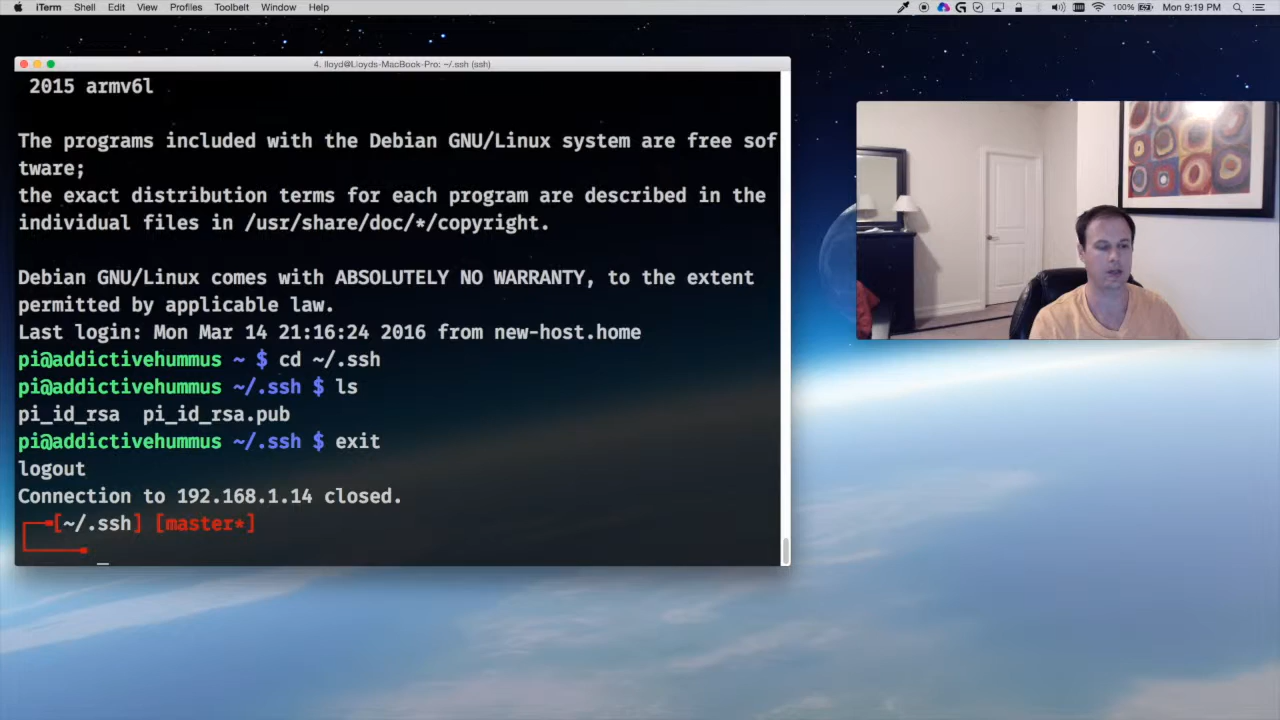 iTerm Shell Edit View Profiles Toolbelt Window Help 100% Mon 9:19 PM
4. lloyd@Lloyds-MacBook-Pro: ~/.ssh (ssh)
2015 armv6l
The programs included with the Debian GNU/Linux system are free sof
tware;
the exact distribution terms for each program are described in the
individual files in /usr/share/doc/*/copyright.
Debian GNU/Linux comes with ABSOLUTELY NO WARRANTY, to the extent
permitted by applicable law.
Last login: Mon Mar 14 21:16:24 2016 from new-host.home
pi@addictivehummus ~ $ cd ~/.ssh
pi@addictivehummus ~/.ssh $ ls
pi_id_rsa  pi_id_rsa.pub
pi@addictivehummus ~/.ssh $ exit
logout
Connection to 192.168.1.14 closed.
[~/.ssh] [master*]